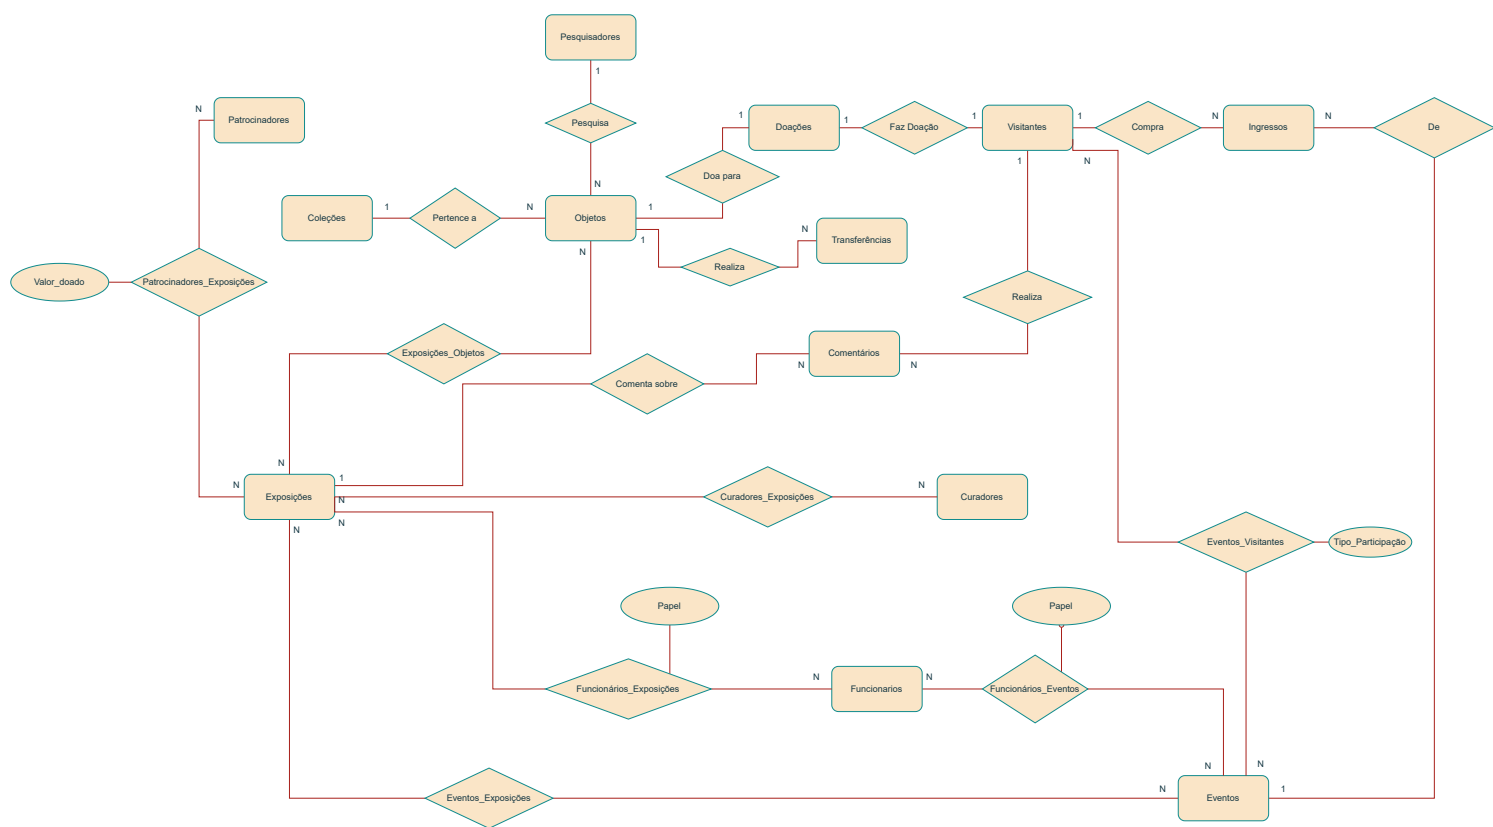 Pesquisadores
1
N
Patrocinadores
Pesquisa
1
Doações
1
Faz Doação
1
Visitantes
1
Compra
N
Ingressos
N
De
1
N
Doa para
N
Coleções
1
Pertence a
N
Objetos
1
1
N
N
Transferências
Realiza
Valor_doado
Patrocinadores_Exposições
Realiza
Exposições_Objetos
Comenta sobre
Comentários
N
N
N
N
Exposições
1
N
N
N
Curadores_Exposições
N
Curadores
Eventos_Visitantes
Tipo_Participação
Papel
Papel
Funcionários_Exposições
N
Funcionarios
N
Funcionários_Eventos
N
N
Eventos_Exposições
N
Eventos
1